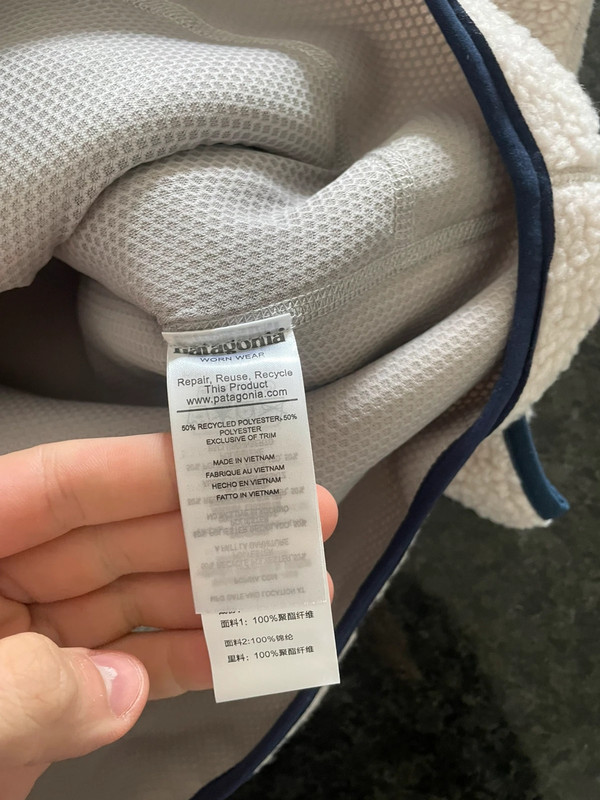 patagonia
WORN WEAR
Repair, Reuse, Recycle
This Product
www.patagonia.com
50% RECYCLED POLYESTER, 50%
POLYESTER
EXCLUSIVE OF TRIM
MADE IN VIETNAM
FABRIQUE AU VIETNAM
HECHO EN VIETNAM
FATTO IN VIETNAM
面料1: 100%聚酯纤维
面料2:100%锦纶
里料: 100%聚酯纤维